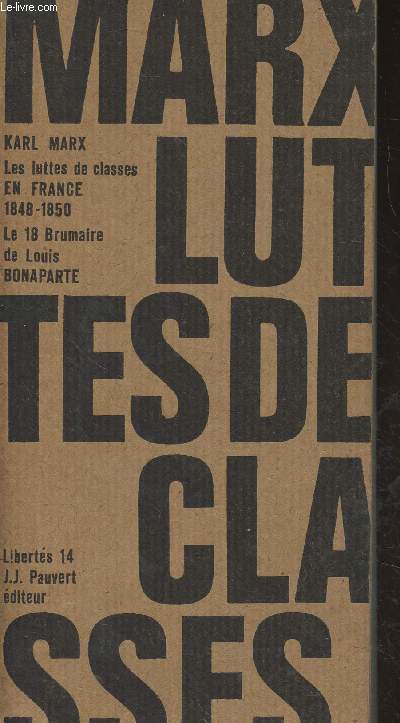 Le-livre.com
MARX
KARL MARX
Les luttes de classes
EN FRANCE
1848-1850
Le 18 Brumaire
de Louis
BONAPARTE
LUT
TES DE
CLA
SSES
Libertés 14
J.J. Pauvert
éditeur